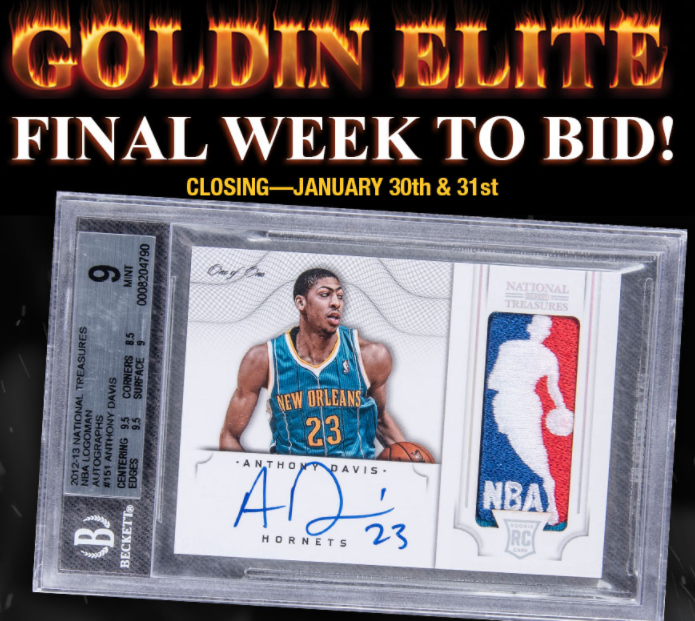 GOLDIN ELITE
FINAL WEEK TO BID!
CLOSING—JANUARY 30th & 31st
2012-13 NATIONAL TREASURES
NBA LOGOMAN
AUTOGRAPHS
#151 ANTHONY DAVIS
CENTERING 9.5 CORNERS 8.5
EDGES 9.5 SURFACE 9
9
MINT
0008204790
BECKETT®
B
One of One
NEW ORLEANS
23
·ANTHONY DAVIS·
A D
23
HORNETS
NATIONAL
TREASURES
NBA
ROOKIE
RC
CARD